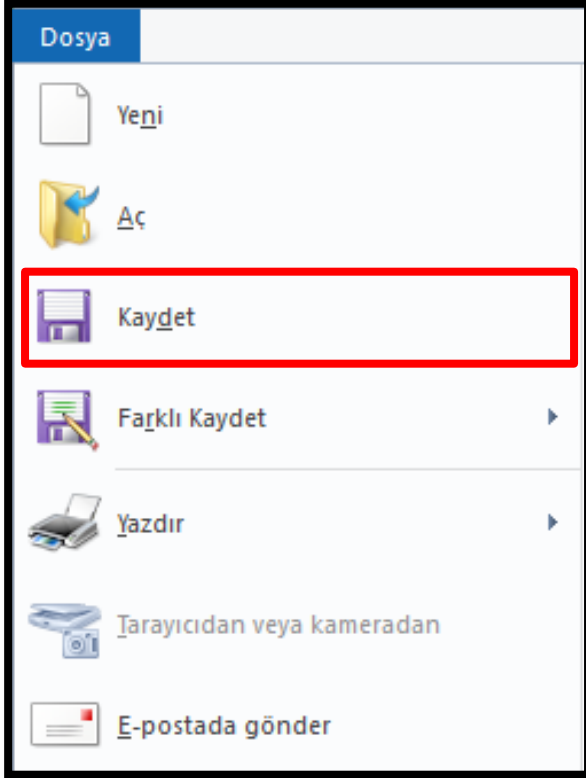 Dosya
Yeni
Aç
Kaydet
Farklı Kaydet
Yazdır
Tarayıcıdan veya kameradan
E-postada gönder